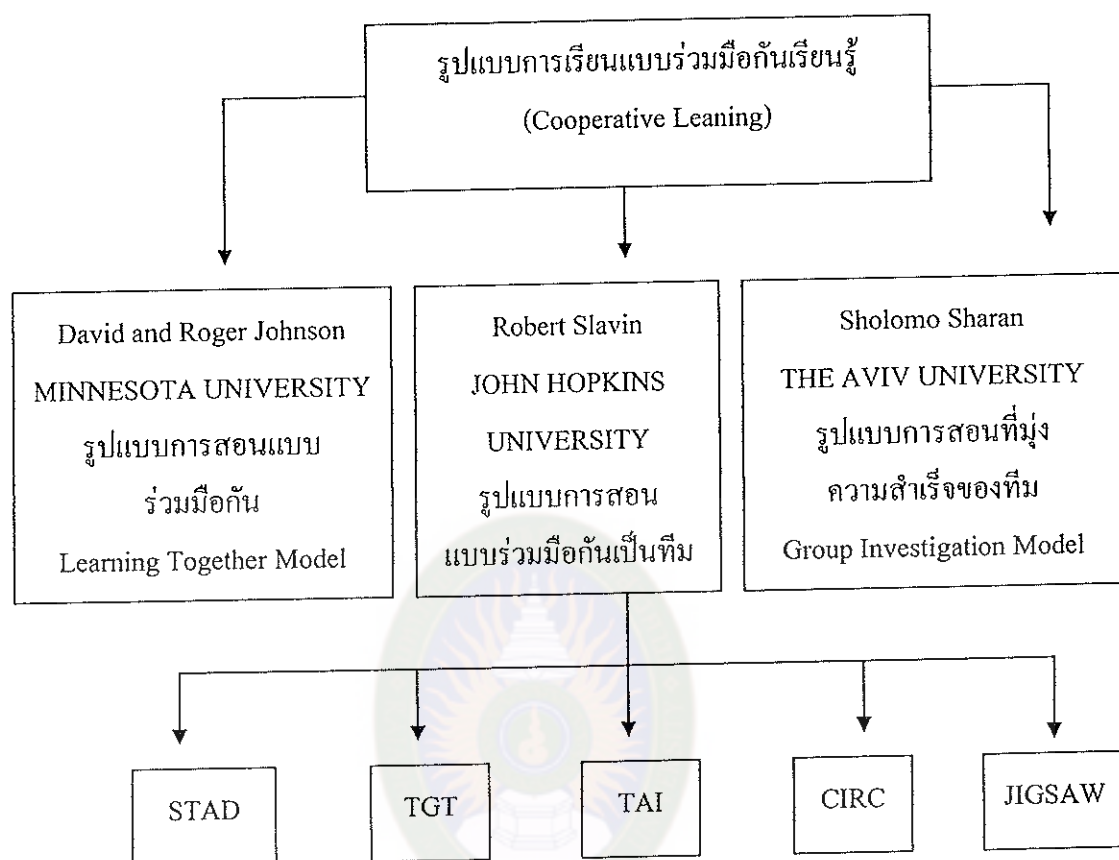 รูปแบบการเรียนแบบร่วมมือกันเรียนรู้
(Cooperative Leaning)
David and Roger Johnson
MINNESOTA UNIVERSITY
รูปแบบการสอนแบบ
ร่วมมือกัน
Learning Together Model
Robert Slavin
JOHN HOPKINS
UNIVERSITY
รูปแบบการสอน
แบบร่วมมือกันเป็นทีม
Sholomo Sharan
THE AVIV UNIVERSITY
รูปแบบการสอนที่มุ่ง
ความสำเร็จของทีม
Group Investigation Model
STAD
TGT
TAI
CIRC
JIGSAW